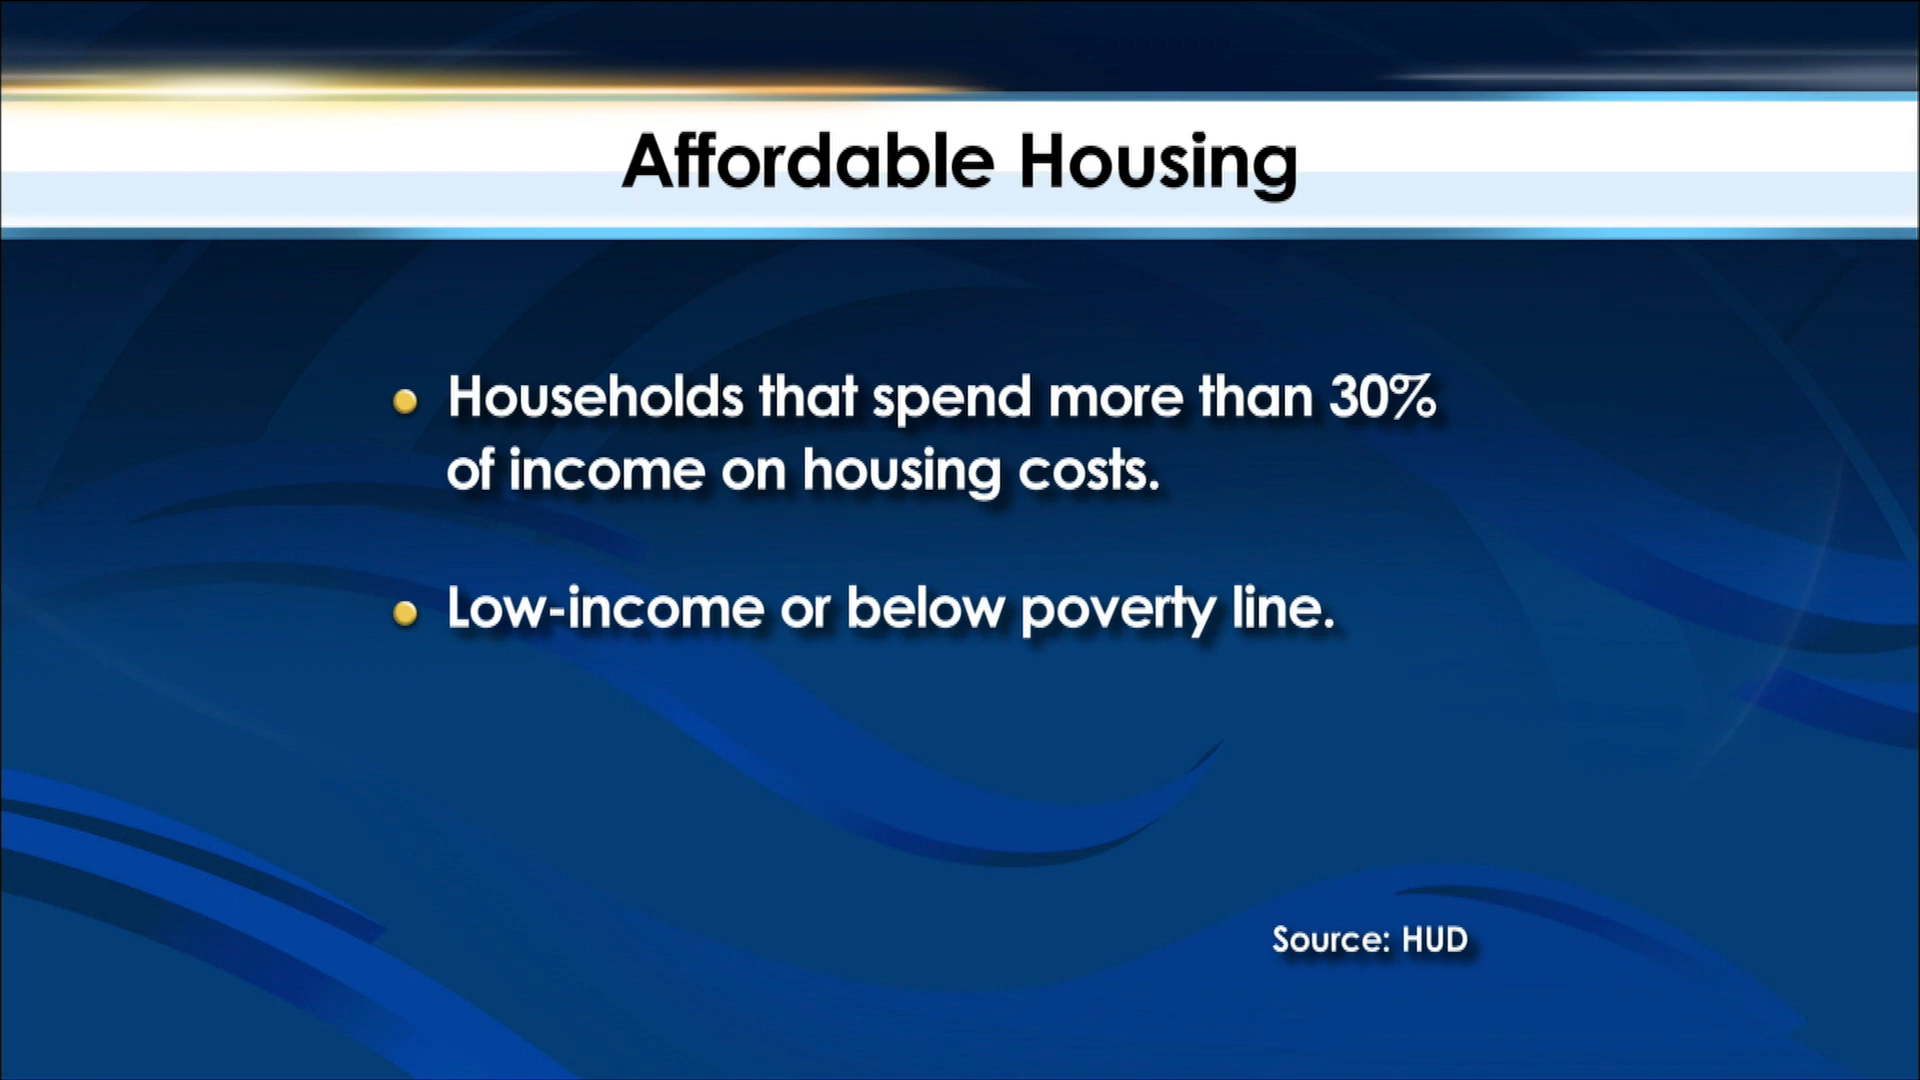 Affordable Housing
• Households that spend more than 30%
of income on housing costs.
• Low-income or below poverty line.
Source: HUD